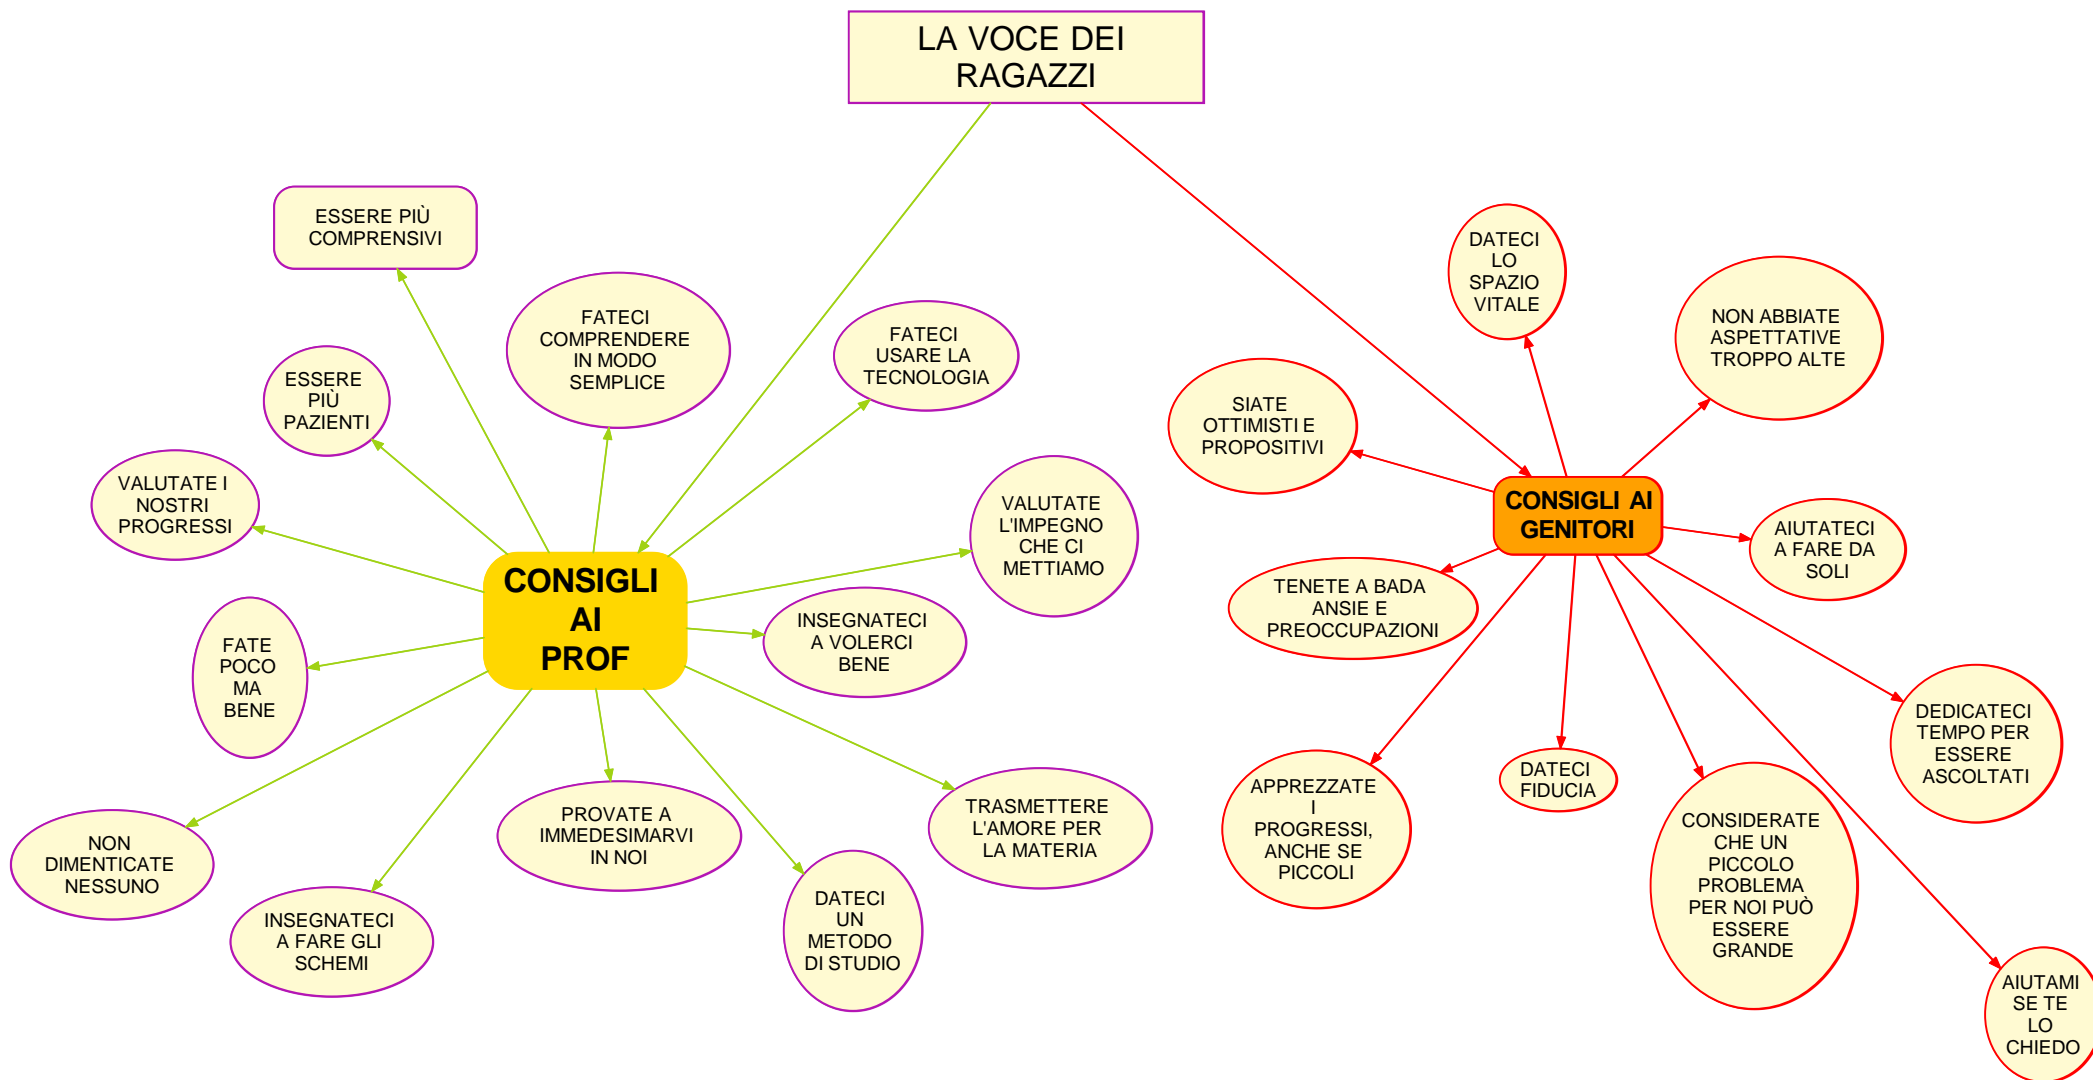 LA VOCE DEI
RAGAZZI
ESSERE PIÙ
COMPRENSIVI
FATECI
COMPRENDERE
IN MODO
SEMPLICE
FATECI
USARE LA
TECNOLOGIA
ESSERE
PIÙ
PAZIENTI
VALUTATE I
NOSTRI
PROGRESSI
VALUTATE
L'IMPEGNO
CHE CI
METTIAMO
CONSIGLI
AI
PROF
INSEGNATECI
A VOLERCI
BENE
FATE
POCO
MA
BENE
NON
DIMENTICATE
NESSUNO
INSEGNATECI
A FARE GLI
SCHEMI
PROVATE A
IMMEDESIMARVI
IN NOI
DATECI
UN
METODO
DI STUDIO
TRASMETTERE
L'AMORE PER
LA MATERIA
DATECI
LO
SPAZIO
VITALE
NON ABBIATE
ASPETTATIVE
TROPPO ALTE
SIATE
OTTIMISTI E
PROPOSITIVI
CONSIGLI AI
GENITORI
AIUTATECI
A FARE DA
SOLI
TENETE A BADA
ANSIE E
PREOCCUPAZIONI
APPREZZATE
I
PROGRESSI,
ANCHE SE
PICCOLI
DATECI
FIDUCIA
CONSIDERATE
CHE UN
PICCOLO
PROBLEMA
PER NOI PUÒ
ESSERE
GRANDE
DEDICATECI
TEMPO PER
ESSERE
ASCOLTATI
AIUTAMI
SE TE
LO
CHIEDO